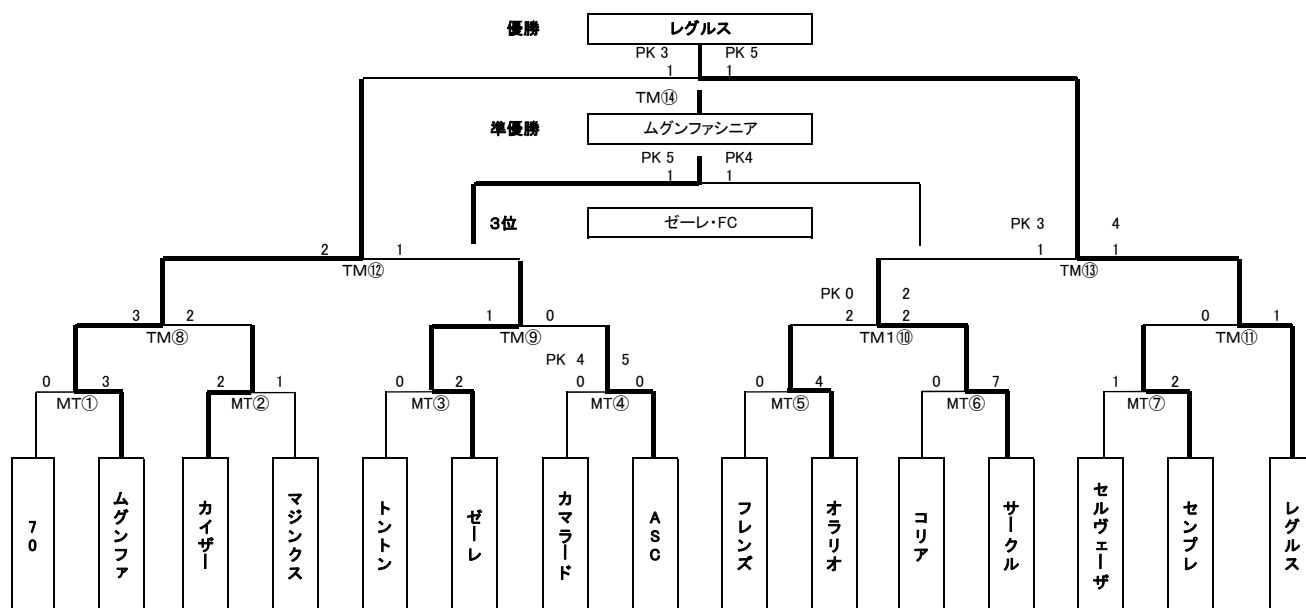 優勝 レグルス
PK 3 PK 5
1 1
TM⑭
準優勝 ムグンファシニア
PK 5 PK4
1 1
3位 ゼーレ・FC
PK 3 4
2 1 1 1
TM⑫ TM⑬
PK 0 2
3 2 1 0 2 2 0 1
TM⑧ TM⑨ TM1⑩ TM⑪
PK 4 5
0 3 2 1 0 2 0 0 0 4 0 7 1 2
MT① MT② MT③ MT④ MT⑤ MT⑥ MT⑦
70
ムグンファ
カイザー
マジンクス
トントン
ゼーレ
カマラード
ASC
フレンズ
オラリオ
コリア
サークル
セルヴェーザ
センプレ
レグルス